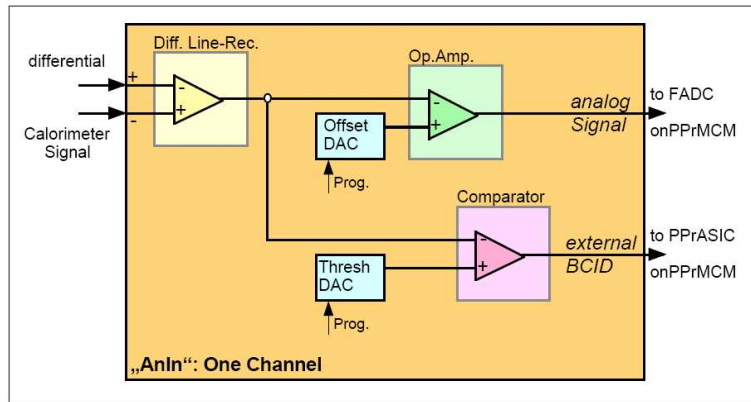 Diff. Line-Rec.
differential
+
-
-
+
Calorimeter
Signal
Op.Amp.
-
+
Offset
DAC
Prog.
analog
Signal
to FADC
onPPrMCM
Comparator
-
+
Thresh
DAC
Prog.
external
BCID
to PPrASIC
onPPrMCM
„AnIn“: One Channel